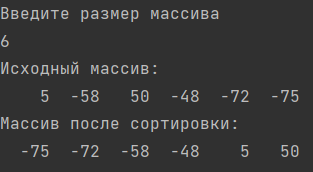 Введите размер массива
6
Исходный массив:
5 -58 50 -48 -72 -75
Массив после сортировки:
-75 -72 -58 -48 5 50